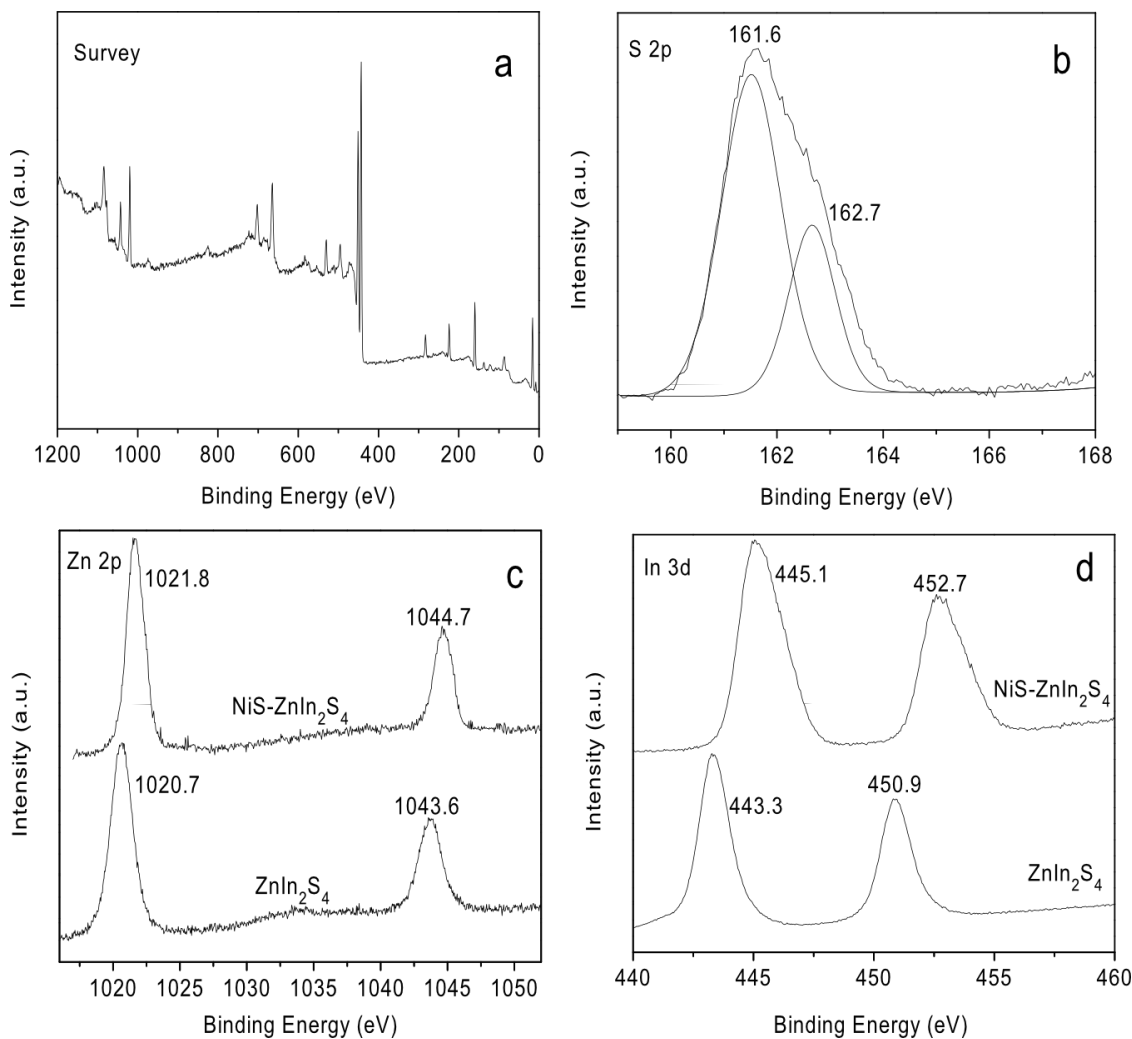 Survey
a
Intensity (a.u.)
1200 1000 800 600 400 200 0
Binding Energy (eV)
S 2p
b
161.6
162.7
Intensity (a.u.)
160 162 164 166 168
Binding Energy (eV)
Zn 2p
c
1021.8
1044.7
NiS-ZnIn₂S₄
1020.7
1043.6
ZnIn₂S₄
Intensity (a.u.)
1020 1025 1030 1035 1040 1045 1050
Binding Energy (eV)
In 3d
d
445.1
452.7
NiS-ZnIn₂S₄
443.3
450.9
ZnIn₂S₄
Intensity (a.u.)
440 445 450 455 460
Binding Energy (eV)